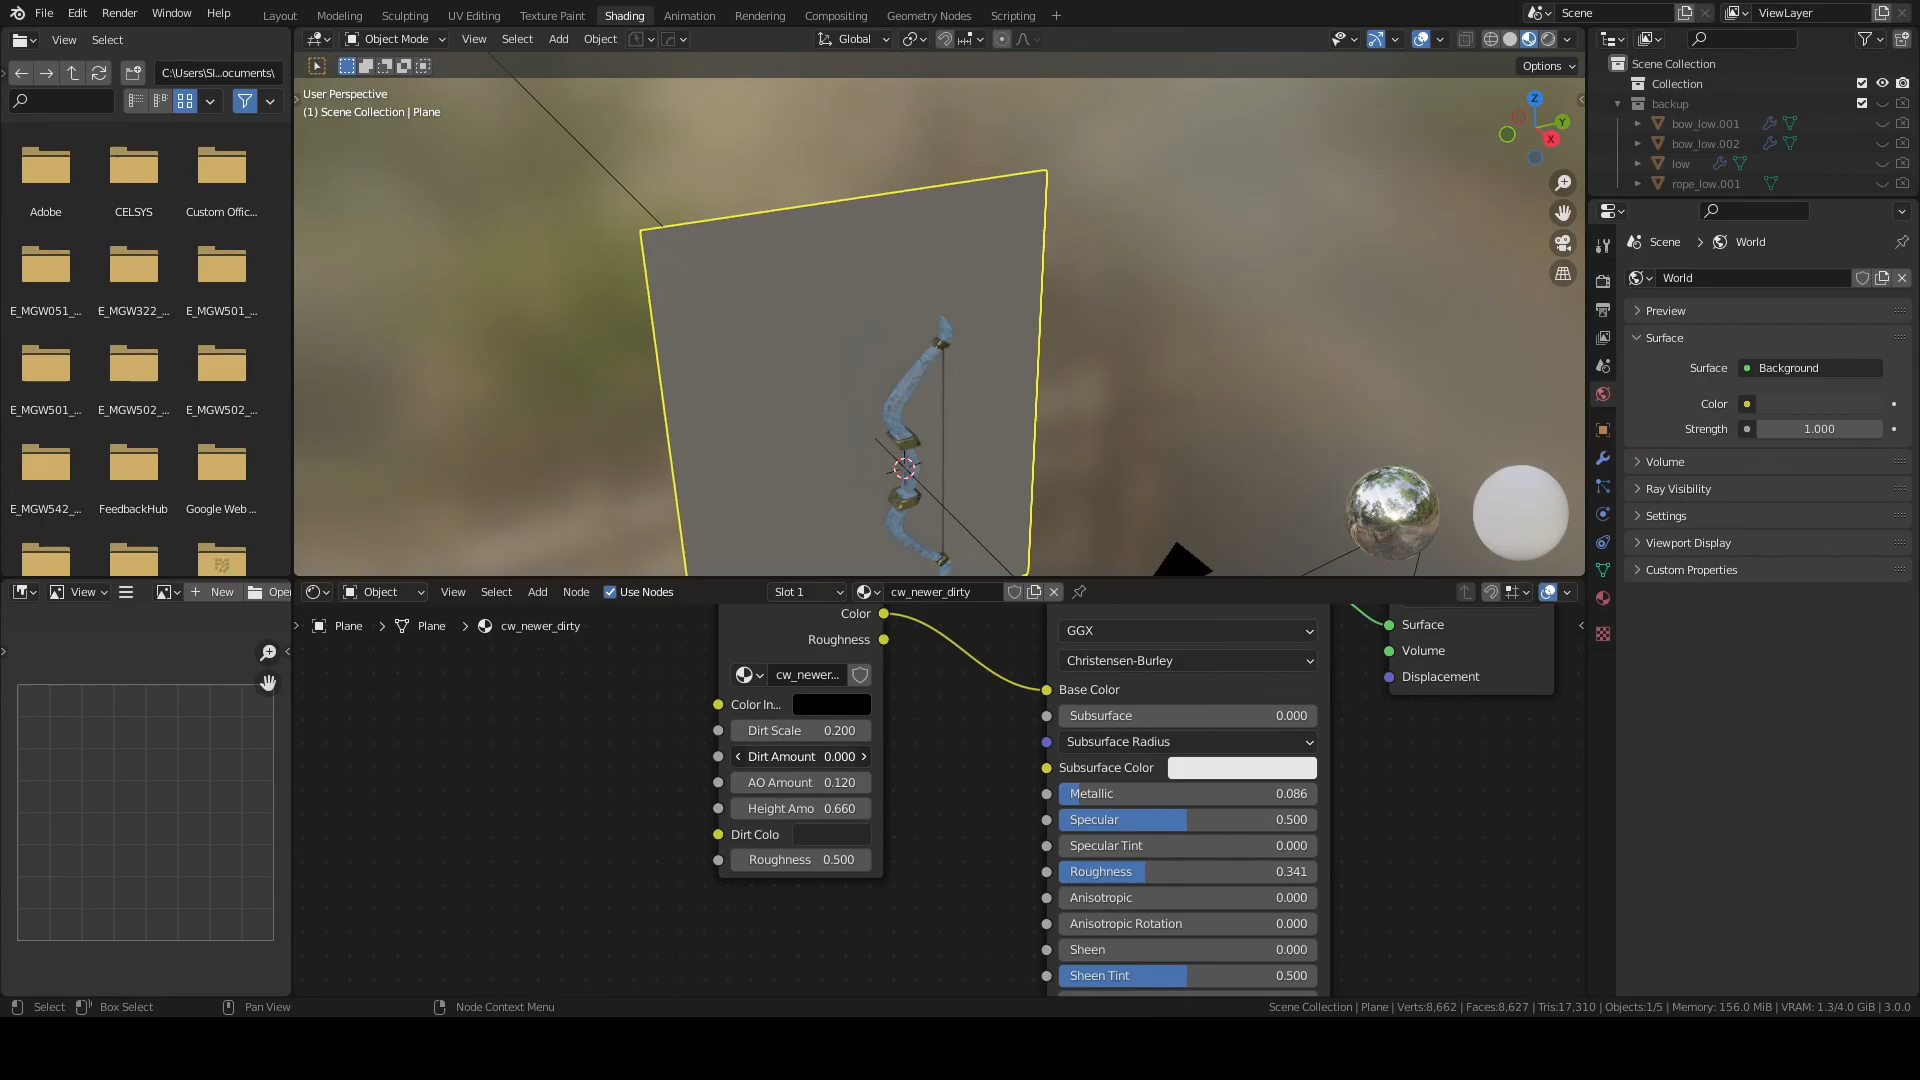 File Edit Render Window Help
Layout Modeling Sculpting UV Editing Texture Paint Shading Animation Rendering Compositing Geometry Nodes Scripting +
Scene
ViewLayer
View Select
C:\Users\Sl...ocuments\
Adobe CELSYS Custom Offic...
E_MGW051_... E_MGW322_... E_MGW501_...
E_MGW501_... E_MGW502_... E_MGW502_...
E_MGW542_... FeedbackHub Google Web ...
Object Mode View Select Add Object Global
Options
User Perspective
(1) Scene Collection | Plane
Z
Y
X
Scene Collection
Collection
backup
bow_low.001
bow_low.002
low
rope_low.001
Scene > World
World
Preview
Surface
Surface Background
Color
Strength 1.000
Volume
Ray Visibility
Settings
Viewport Display
Custom Properties
View + New Open
Object View Select Add Node Use Nodes Slot 1 cw_newer_dirty
Plane > Plane > cw_newer_dirty
Color
Roughness
cw_newer...
Color In...
Dirt Scale 0.200
Dirt Amount 0.000
AO Amount 0.120
Height Amo 0.660
Dirt Colo
Roughness 0.500
GGX
Christensen-Burley
Base Color
Subsurface 0.000
Subsurface Radius
Subsurface Color
Metallic 0.086
Specular 0.500
Specular Tint 0.000
Roughness 0.341
Anisotropic 0.000
Anisotropic Rotation 0.000
Sheen 0.000
Sheen Tint 0.500
Surface
Volume
Displacement
Select Box Select Pan View Node Context Menu
Scene Collection | Plane | Verts:8,662 | Faces:8,627 | Tris:17,310 | Objects:1/5 | Memory: 156.0 MiB | VRAM: 1.3/4.0 GiB | 3.0.0